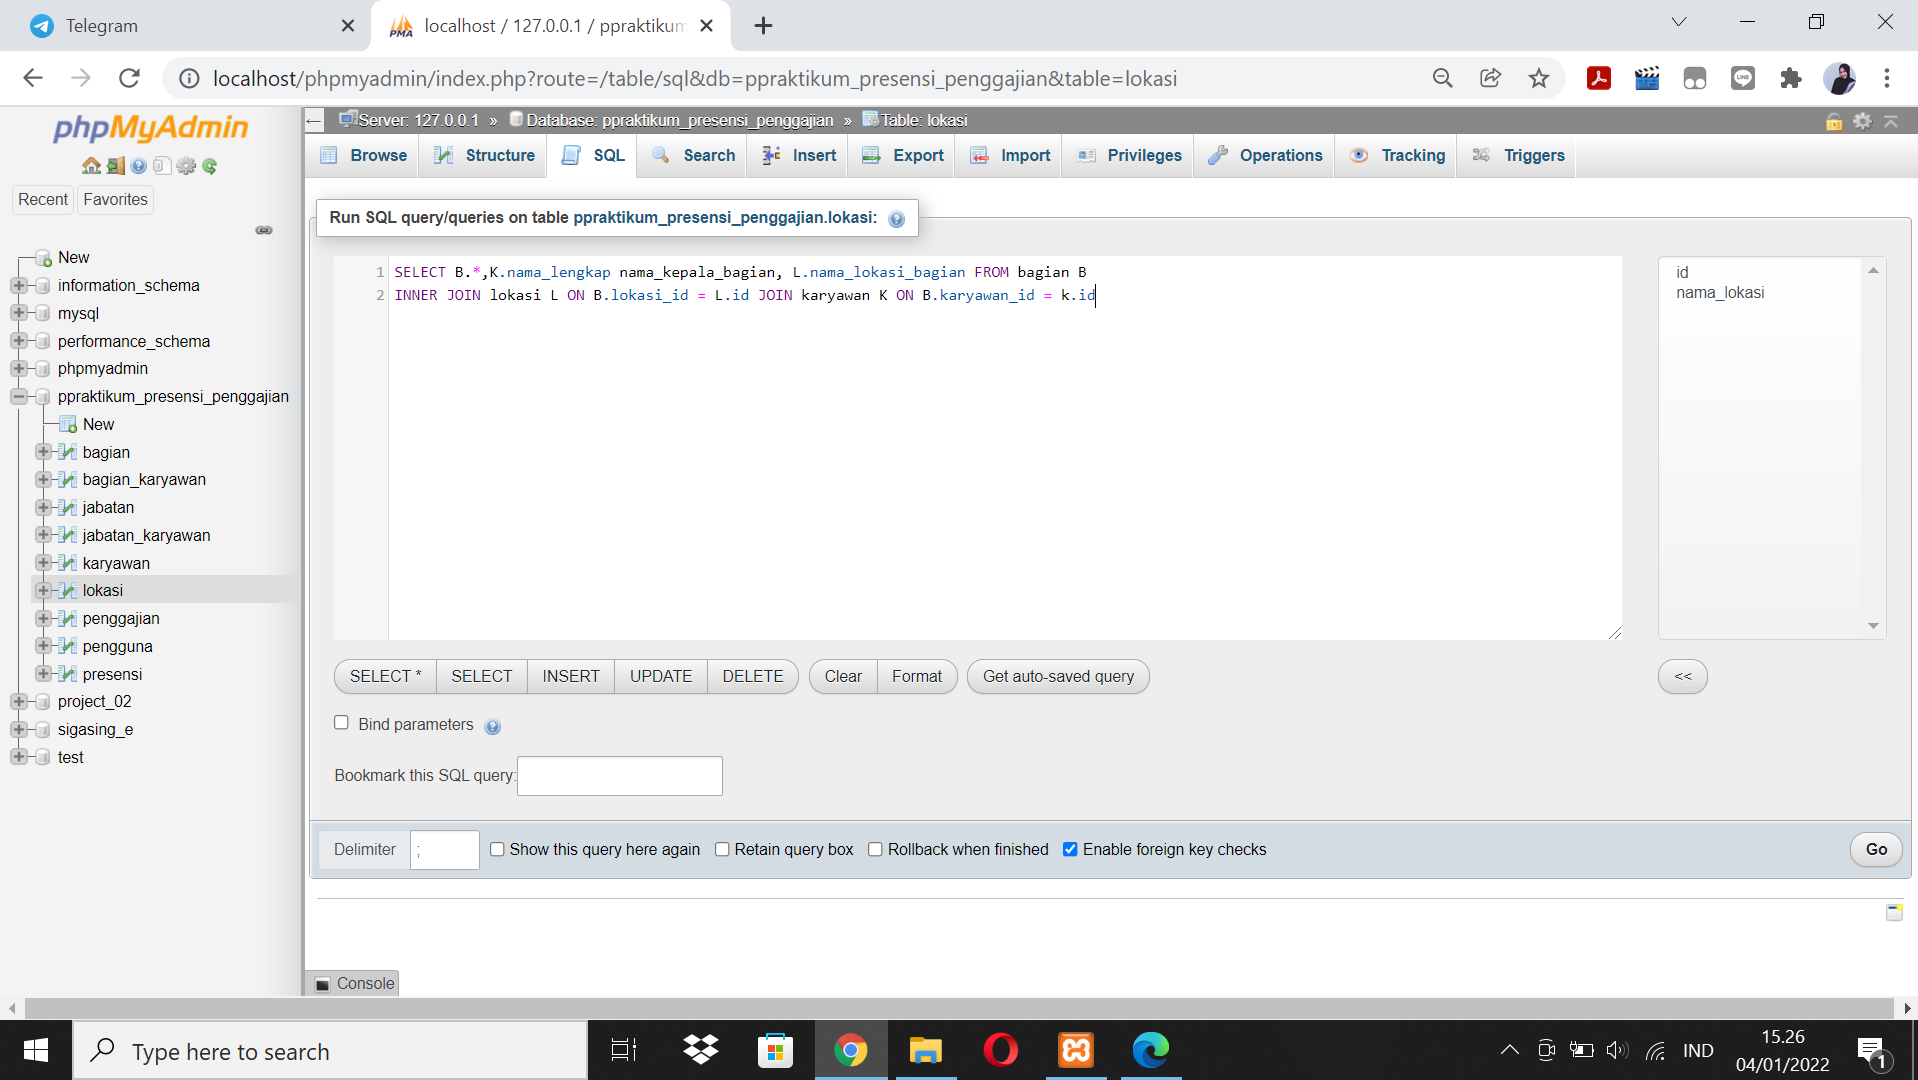 Telegram
localhost / 127.0.0.1 / ppraktikum
localhost/phpmyadmin/index.php?route=/table/sql&db=ppraktikum_presensi_penggajian&table=lokasi
phpMyAdmin
Recent
Favorites
New
information_schema
mysql
performance_schema
phpmyadmin
ppraktikum_presensi_penggajian
New
bagian
bagian_karyawan
jabatan
jabatan_karyawan
karyawan
lokasi
penggajian
pengguna
presensi
project_02
sigasing_e
test
Server: 127.0.0.1 » Database: ppraktikum_presensi_penggajian » Table: lokasi
Browse
Structure
SQL
Search
Insert
Export
Import
Privileges
Operations
Tracking
Triggers
Run SQL query/queries on table ppraktikum_presensi_penggajian.lokasi:
1 SELECT B.*,K.nama_lengkap nama_kepala_bagian, L.nama_lokasi_bagian FROM bagian B
2 INNER JOIN lokasi L ON B.lokasi_id = L.id JOIN karyawan K ON B.karyawan_id = k.id
id
nama_lokasi
SELECT *
SELECT
INSERT
UPDATE
DELETE
Clear
Format
Get auto-saved query
<<
Bind parameters
Bookmark this SQL query:
Delimiter
;
Show this query here again
Retain query box
Rollback when finished
Enable foreign key checks
Go
Console
Type here to search
IND
15.26
04/01/2022
1